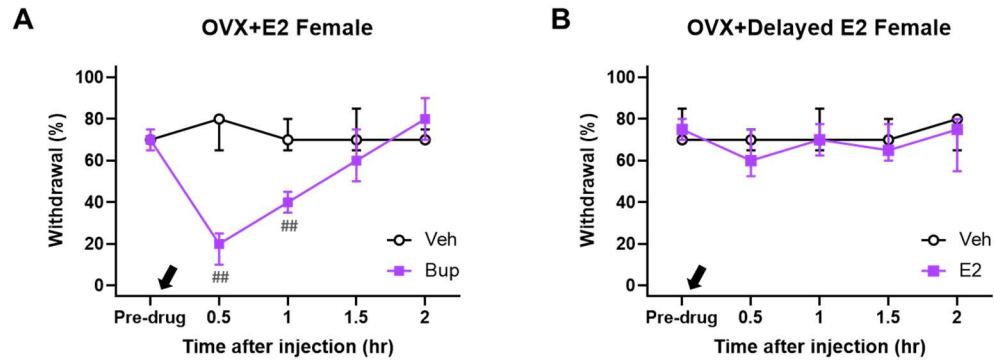 A
OVX+E2 Female
Withdrawal (%)
100
80
60
40
20
0
##
##
Veh
Bup
Pre-drug 0.5 1 1.5 2
Time after injection (hr)
B
OVX+Delayed E2 Female
Withdrawal (%)
100
80
60
40
20
0
Veh
E2
Pre-drug 0.5 1 1.5 2
Time after injection (hr)